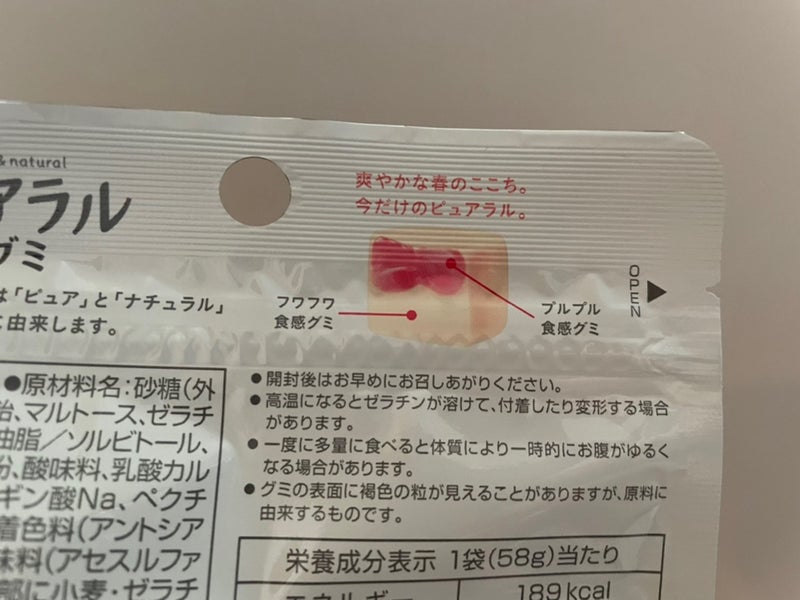 & natural
アラル
グミ
爽やかな春のここち。
今だけのピュアラル。
は「ピュア」と「ナチュラル」
に由来します。
フワフワ
食感グミ
プルプル
食感グミ
OPEN
●原材料名:砂糖(外
飴、マルトース、ゼラチ
油脂／ソルビトール、
酸味料、乳酸カル
ギン酸Na、ペクチ
着色料(アントシア
味料(アセスルファ
部に小麦・ゼラチ
●開封後はお早めにお召しあがりください。
●高温になるとゼラチンが溶けて、付着したり変形する場合
があります。
●一度に多量に食べると体質により一時的にお腹がゆるく
なる場合があります。
●グミの表面に褐色の粒が見えることがありますが、原料に
由来するものです。
栄養成分表示 1袋(58g)当たり
エネルギー 189kcal